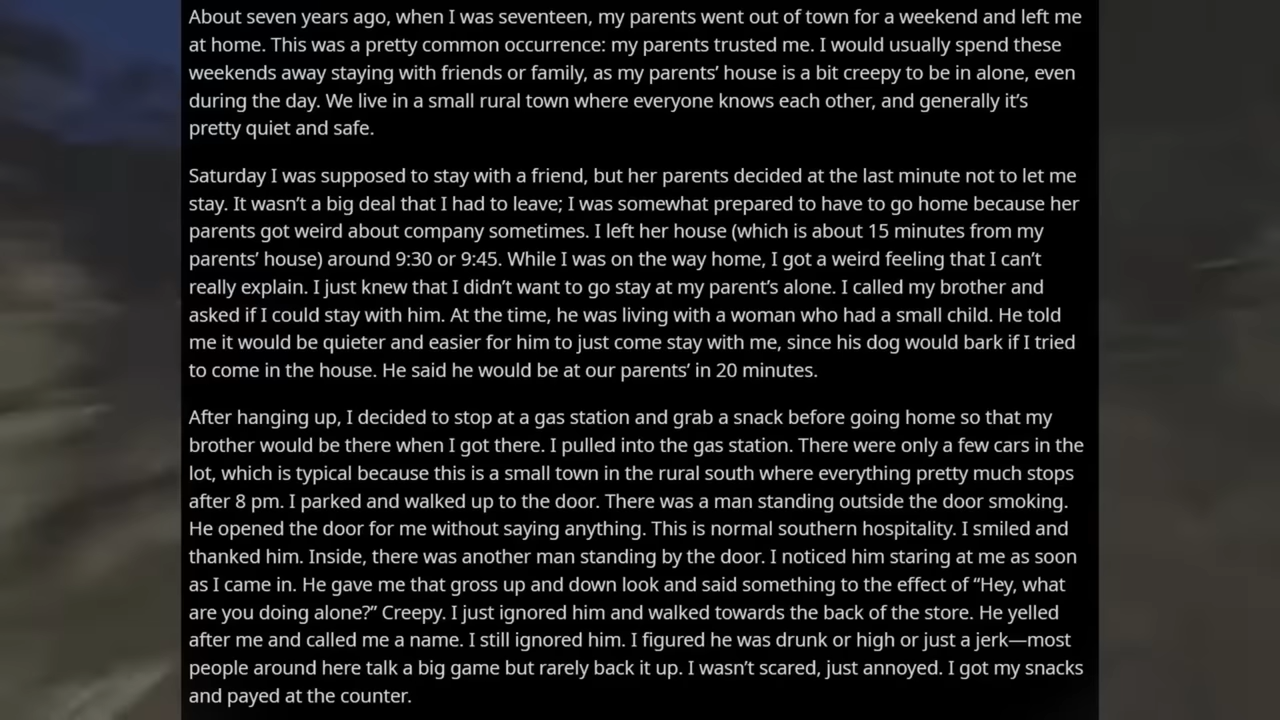 About seven years ago, when I was seventeen, my parents went out of town for a weekend and left me
at home. This was a pretty common occurrence: my parents trusted me. I would usually spend these
weekends away staying with friends or family, as my parents’ house is a bit creepy to be in alone, even
during the day. We live in a small rural town where everyone knows each other, and generally it’s
pretty quiet and safe.
Saturday I was supposed to stay with a friend, but her parents decided at the last minute not to let me
stay. It wasn’t a big deal that I had to leave; I was somewhat prepared to have to go home because her
parents got weird about company sometimes. I left her house (which is about 15 minutes from my
parents’ house) around 9:30 or 9:45. While I was on the way home, I got a weird feeling that I can’t
really explain. I just knew that I didn’t want to go stay at my parent’s alone. I called my brother and
asked if I could stay with him. At the time, he was living with a woman who had a small child. He told
me it would be quieter and easier for him to just come stay with me, since his dog would bark if I tried
to come in the house. He said he would be at our parents’ in 20 minutes.
After hanging up, I decided to stop at a gas station and grab a snack before going home so that my
brother would be there when I got there. I pulled into the gas station. There were only a few cars in the
lot, which is typical because this is a small town in the rural south where everything pretty much stops
after 8 pm. I parked and walked up to the door. There was a man standing outside the door smoking.
He opened the door for me without saying anything. This is normal southern hospitality. I smiled and
thanked him. Inside, there was another man standing by the door. I noticed him staring at me as soon
as I came in. He gave me that gross up and down look and said something to the effect of “Hey, what
are you doing alone?” Creepy. I just ignored him and walked towards the back of the store. He yelled
after me and called me a name. I still ignored him. I figured he was drunk or high or just a jerk—most
people around here talk a big game but rarely back it up. I wasn’t scared, just annoyed. I got my snacks
and payed at the counter.